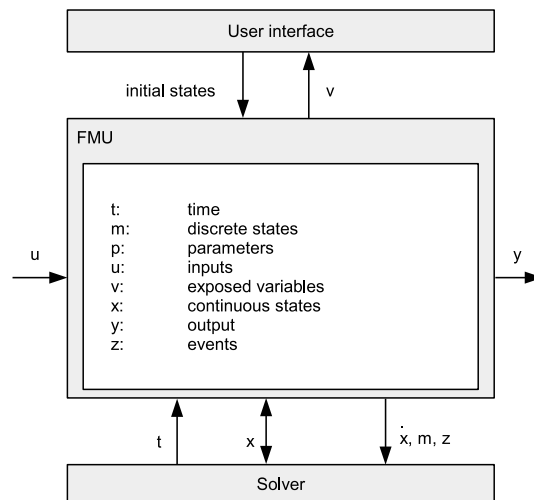 User interface
initial states v
FMU
t: time
m: discrete states
p: parameters
u: inputs
v: exposed variables
x: continuous states
y: output
z: events
u
y
t x ẋ, m, z
Solver